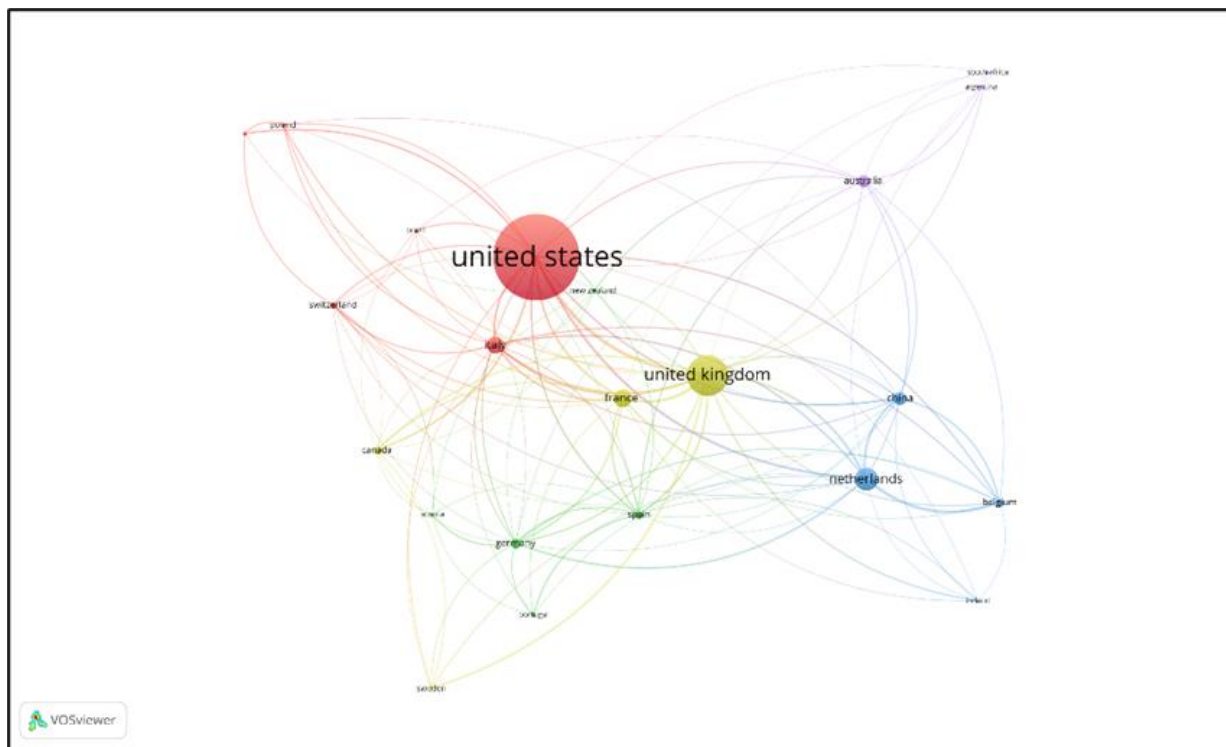 south africa
argentina
poland
australia
united states
new zealand
switzerland
italy
united kingdom
france
china
canada
netherlands
belgium
spain
germany
portugal
ireland
sweden
VOSviewer